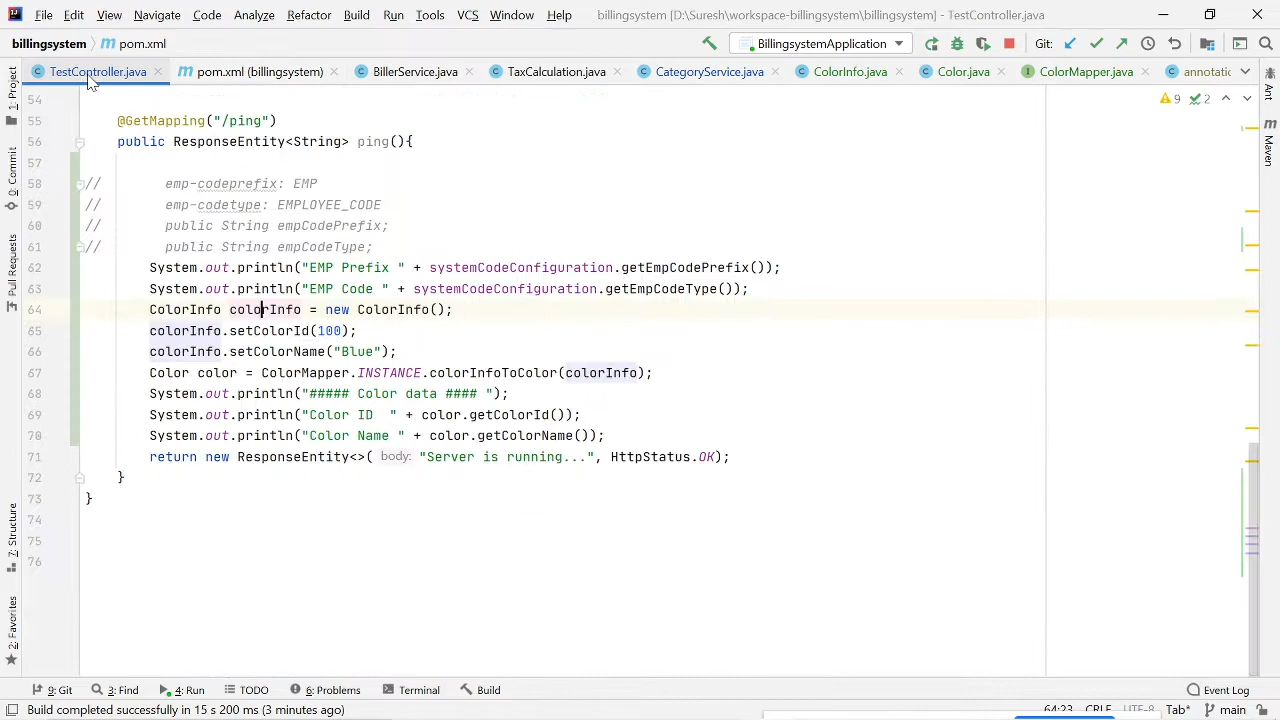 File Edit View Navigate Code Analyze Refactor Build Run Tools VCS Window Help billingsystem [D:\Suresh\workspace-billingsystem\billingsystem] - TestController.java
billingsystem pom.xml BillingsystemApplication Git:
TestController.java pom.xml (billingsystem) BillerService.java TaxCalculation.java CategoryService.java ColorInfo.java Color.java ColorMapper.java annotatic
1: Project
0: Commit
Pull Requests
7: Structure
2: Favorites
54
55 @GetMapping("/ping")
56 public ResponseEntity<String> ping(){
57
58 // emp-codeprefix: EMP
59 // emp-codetype: EMPLOYEE_CODE
60 // public String empCodePrefix;
61 // public String empCodeType;
62 System.out.println("EMP Prefix " + systemCodeConfiguration.getEmpCodePrefix());
63 System.out.println("EMP Code " + systemCodeConfiguration.getEmpCodeType());
64 ColorInfo colorInfo = new ColorInfo();
65 colorInfo.setColorId(100);
66 colorInfo.setColorName("Blue");
67 Color color = ColorMapper.INSTANCE.colorInfoToColor(colorInfo);
68 System.out.println("##### Color data #### ");
69 System.out.println("Color ID  " + color.getColorId());
70 System.out.println("Color Name " + color.getColorName());
71 return new ResponseEntity<>( body: "Server is running...", HttpStatus.OK);
72 }
73 }
74
75
76
9 2
Ant
Maven
9: Git 3: Find 4: Run TODO 6: Problems Terminal Build Event Log
Build completed successfully in 15 s 200 ms (3 minutes ago) 64:23 CRLF UTF-8 Tab* main